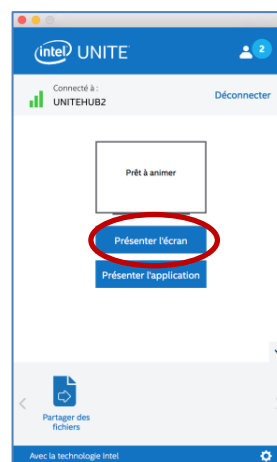 intel UNITE
2
Connecté à :
UNITEHUB2
Déconnecter
Prêt à animer
Présenter l'écran
Présenter l'application
Partager des
fichiers
Avec la technologie Intel